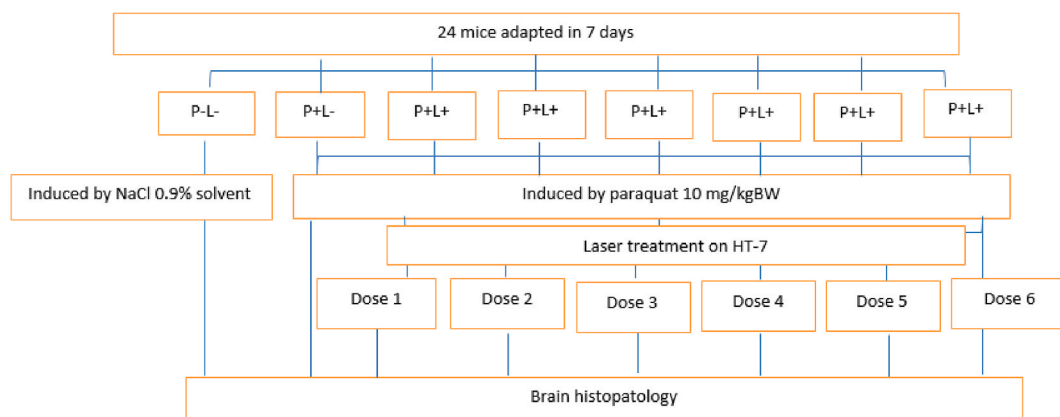 24 mice adapted in 7 days
P-L-
P+L-
P+L+
P+L+
P+L+
P+L+
P+L+
P+L+
Induced by NaCl 0.9% solvent
Induced by paraquat 10 mg/kgBW
Laser treatment on HT-7
Dose 1
Dose 2
Dose 3
Dose 4
Dose 5
Dose 6
Brain histopatology